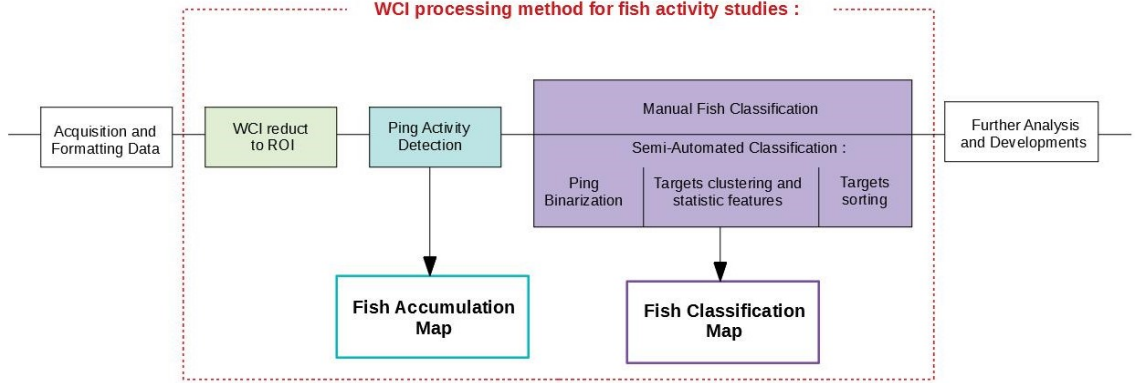 WCI processing method for fish activity studies :
Acquisition and
Formatting Data
WCI reduct
to ROI
Ping Activity
Detection
Manual Fish Classification
Semi-Automated Classification :
Ping
Binarization
Targets clustering and
statistic features
Targets
sorting
Further Analysis
and Developments
Fish Accumulation
Map
Fish Classification
Map